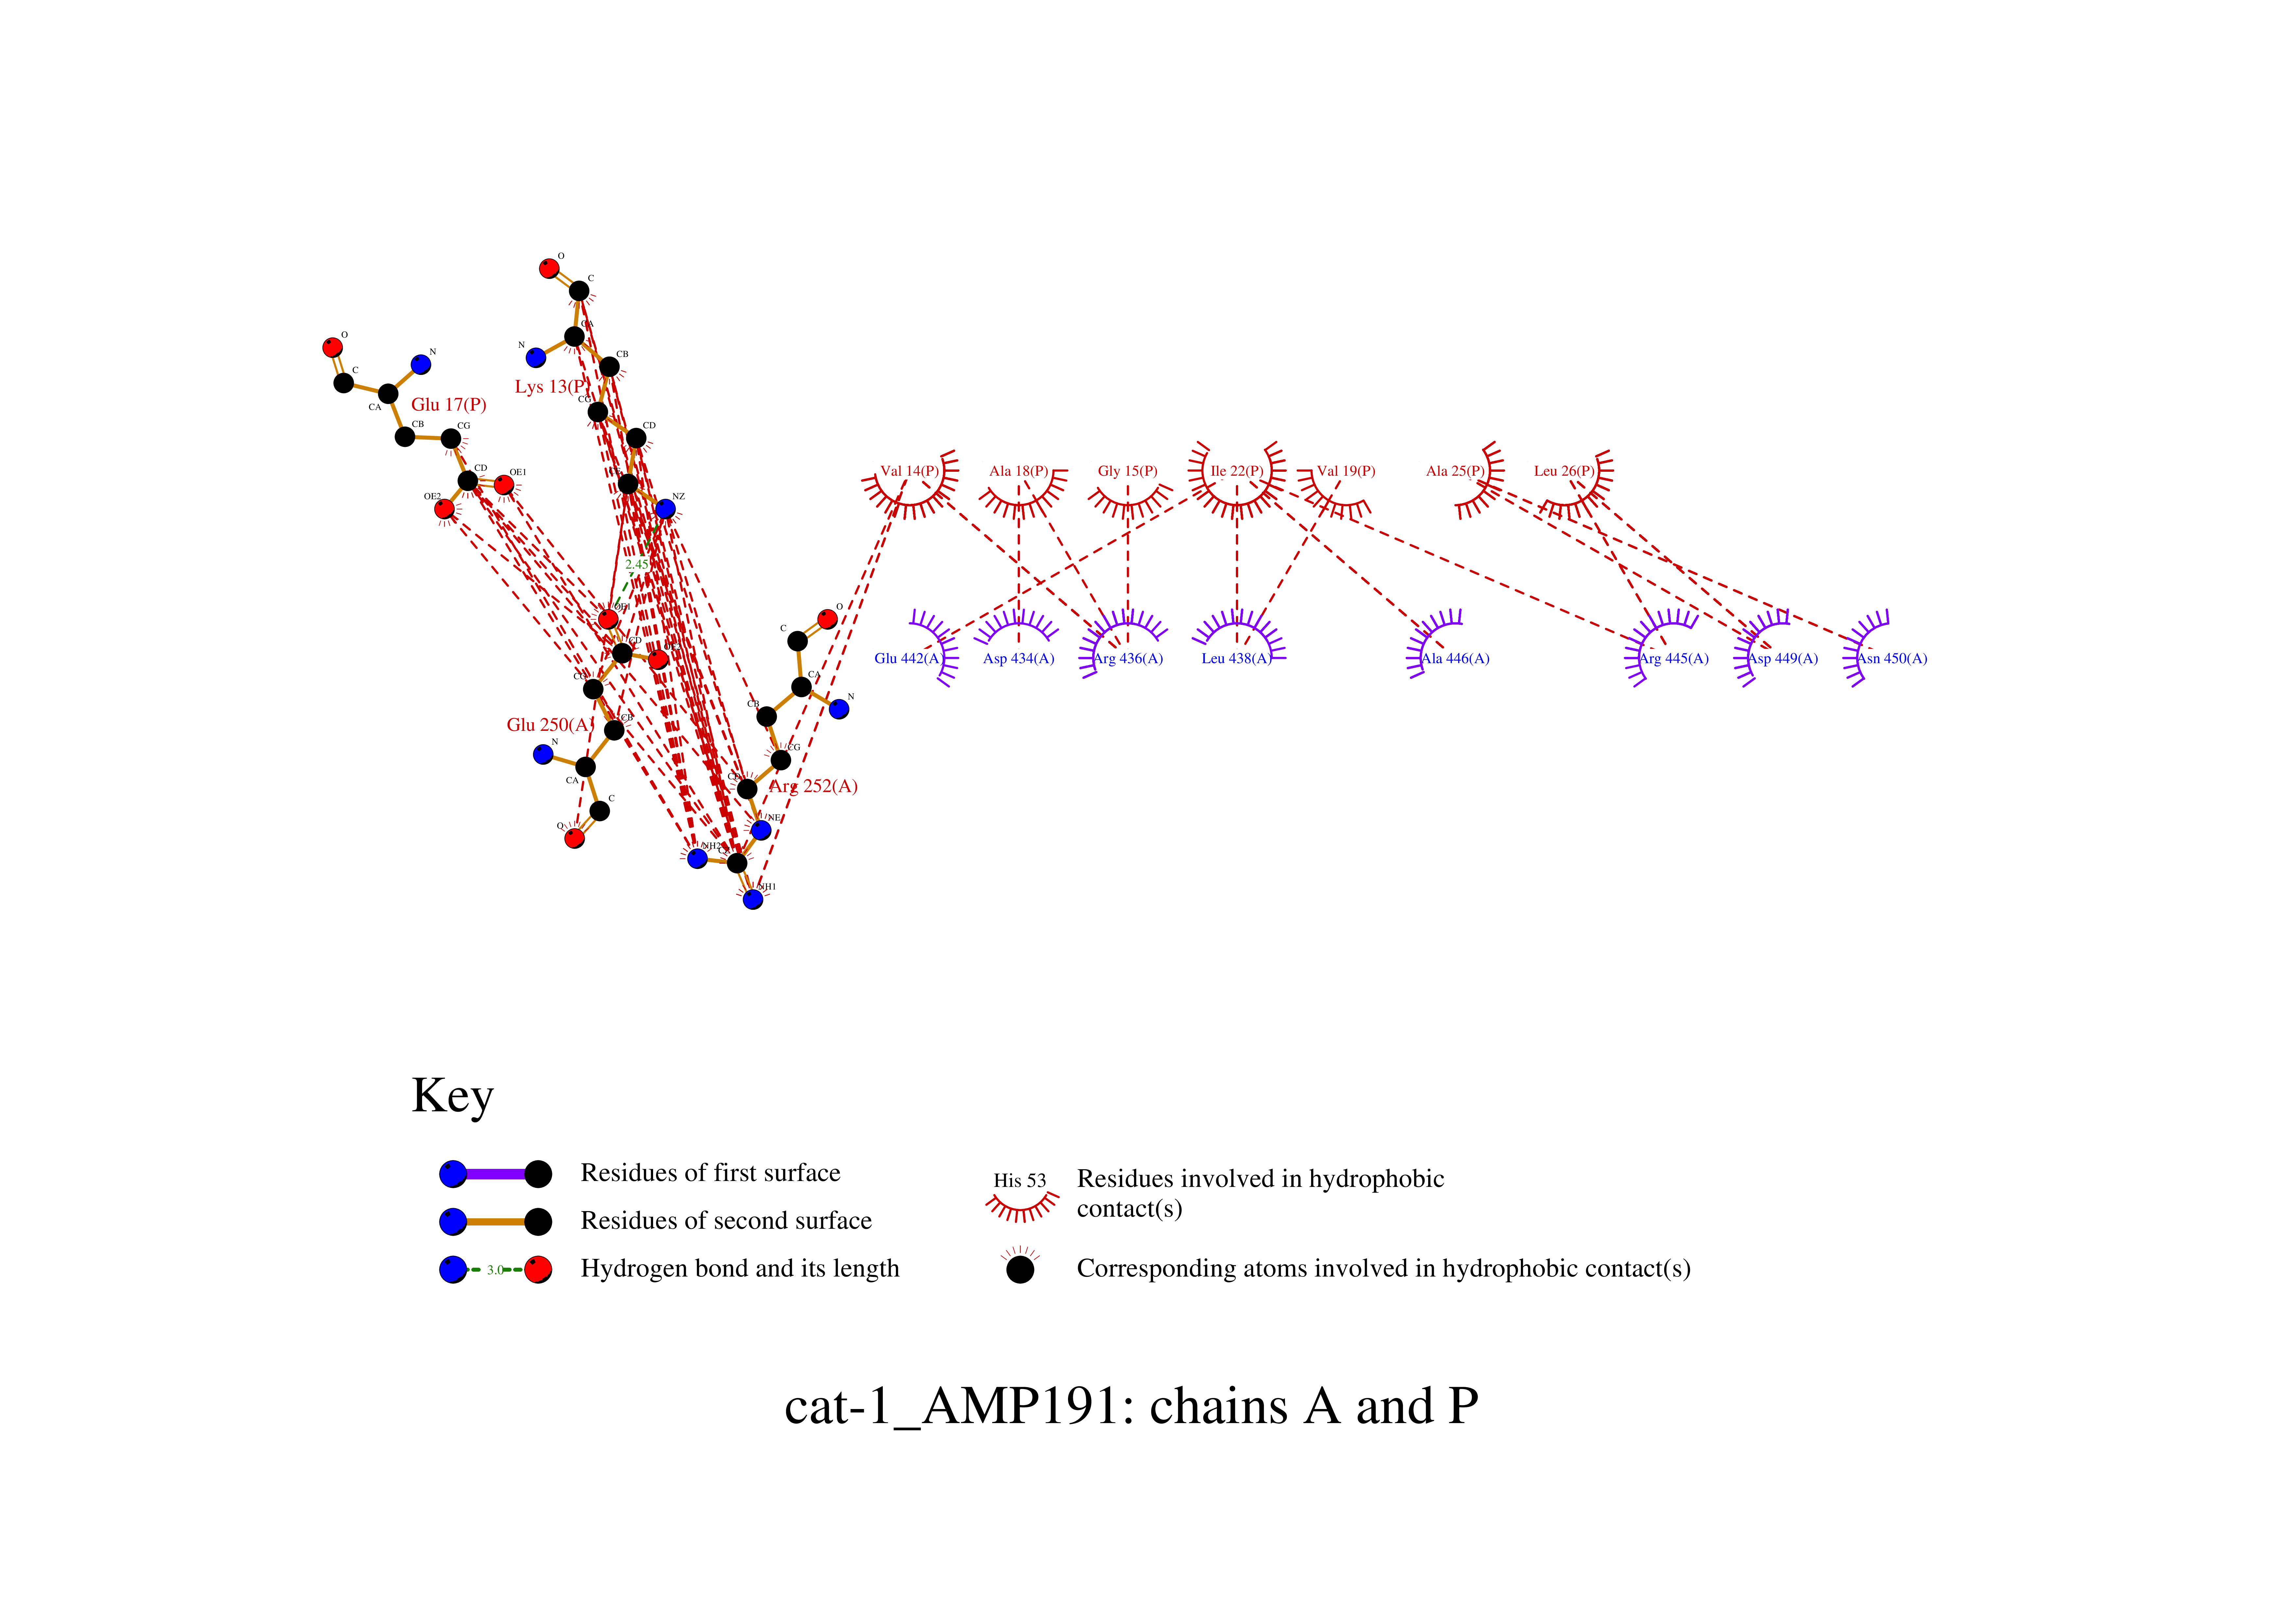 O
C
O
N
CA
C
N
CA
CB
Lys 13(P)
Glu 17(P)
CG
CB
CG
CD
CD
OE1
OE2
NZ
Val 14(P) Ala 18(P) Gly 15(P) Ile 22(P) Val 19(P) Ala 25(P) Leu 26(P)
2.45
O
C
CD
Glu 442(A) Asp 434(A) Arg 436(A) Leu 438(A) Ala 446(A) Arg 445(A) Asp 449(A) Asn 450(A)
CG
CA
N
CB
CB
Glu 250(A)
N
CG
CA
Arg 252(A)
C
O
NE
NH2
NH1
Key
Residues of first surface
Residues of second surface
3.0 Hydrogen bond and its length
His 53 Residues involved in hydrophobic
contact(s)
Corresponding atoms involved in hydrophobic contact(s)
cat-1_AMP191: chains A and P